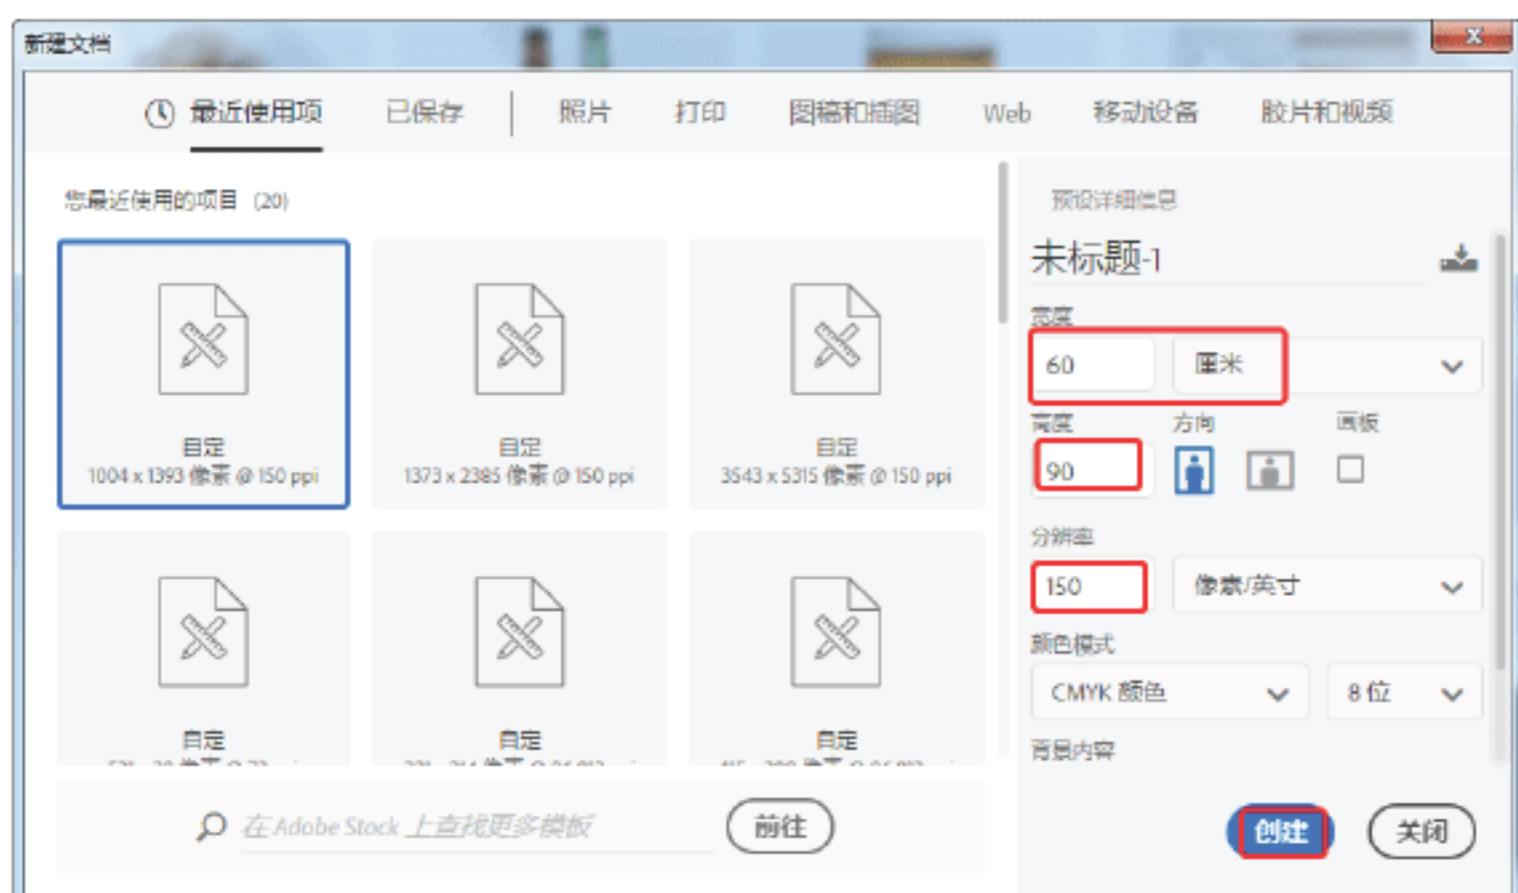 新建文档
最近使用项 已保存 照片 打印 图稿和插图 Web 移动设备 胶片和视频
您最近使用的项目 (20)
自定
1004 x 1393 像素 @ 150 ppi
自定
1373 x 2385 像素 @ 150 ppi
自定
3543 x 5315 像素 @ 150 ppi
自定
自定
自定
在 Adobe Stock 上查找更多模板
前往
预设详细信息
未标题-1
宽度
60 厘米
高度 方向 画板
90
分辨率
150 像素/英寸
颜色模式
CMYK 颜色 8 位
背景内容
创建 关闭